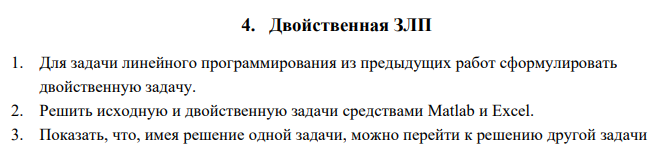 4. Двойственная ЗЛП
1. Для задачи линейного программирования из предыдущих работ сформулировать
двойственную задачу.
2. Решить исходную и двойственную задачи средствами Matlab и Excel.
3. Показать, что, имея решение одной задачи, можно перейти к решению другой задачи